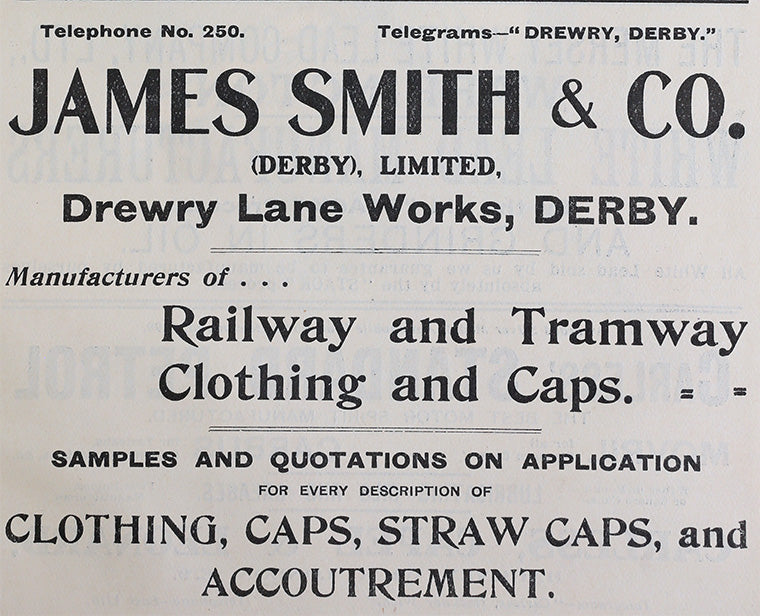 Telephone No. 250. Telegrams—"DREWRY, DERBY."
JAMES SMITH & CO.
(DERBY), LIMITED,
Drewry Lane Works, DERBY.
Manufacturers of . . .
Railway and Tramway
Clothing and Caps. = =
SAMPLES AND QUOTATIONS ON APPLICATION
FOR EVERY DESCRIPTION OF
CLOTHING, CAPS, STRAW CAPS, and
ACCOUTREMENT.